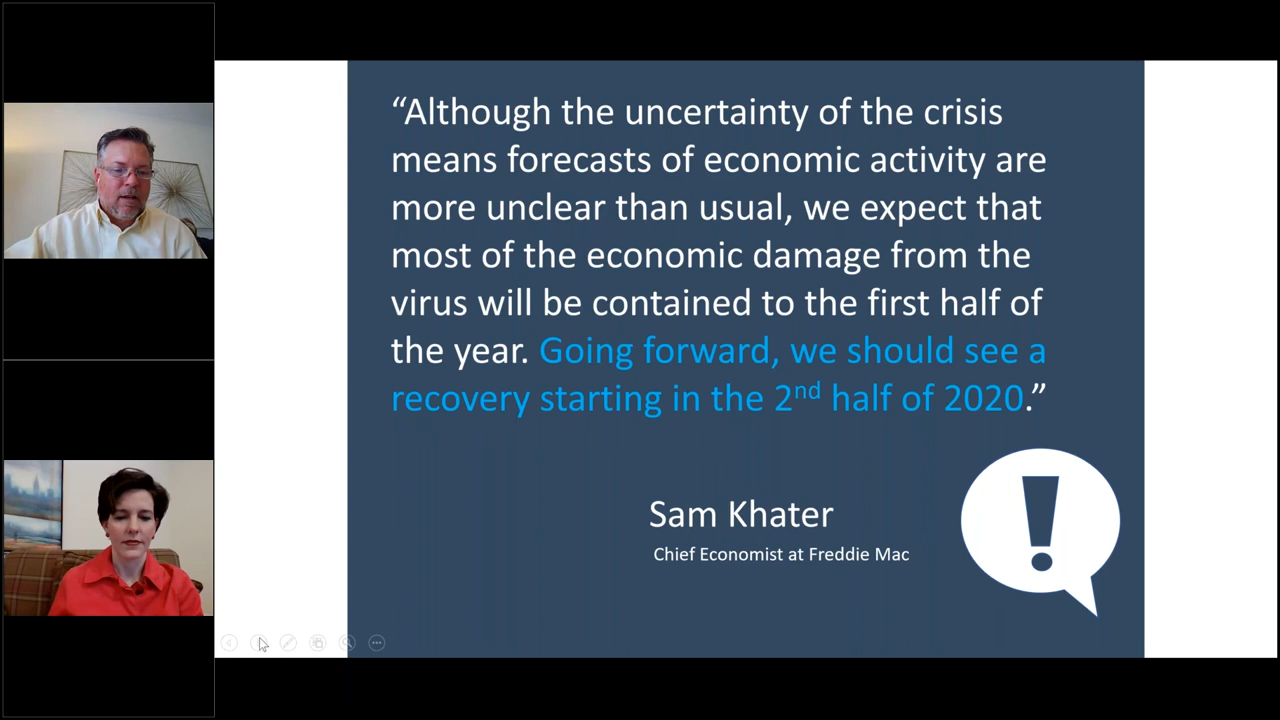 “Although the uncertainty of the crisis
means forecasts of economic activity are
more unclear than usual, we expect that
most of the economic damage from the
virus will be contained to the first half of
the year. Going forward, we should see a
recovery starting in the 2nd half of 2020.”
Sam Khater
Chief Economist at Freddie Mac
!